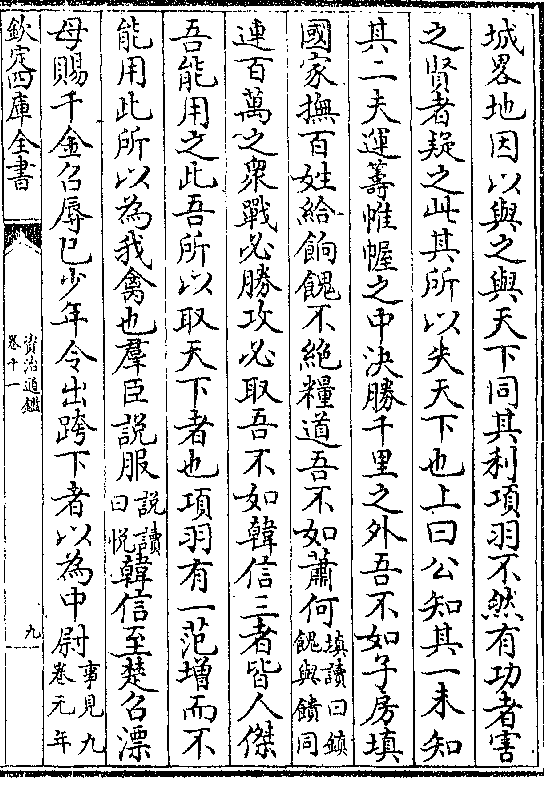 城畧地因以與之與天下同其利項羽不然有功者害
之賢者疑之此其所以失天下也上曰公知其一未知
其二夫運籌帷幄之中決勝千里之外吾不如子房填
國家撫百姓給餉餽不絶糧道吾不如蕭何填讀曰鎮餽與饋同
連百萬之衆戰必勝攻必取吾不如韓信三者皆人傑
吾能用之此吾所以取天下者也項羽有一范增而不
能用此所以為我禽也羣臣説服説讀曰悦韓信至楚召漂
母賜千金召辱已少年令出跨下者以為中尉事見九卷元年
欽定四庫全書
資治通鑑
卷十一
九